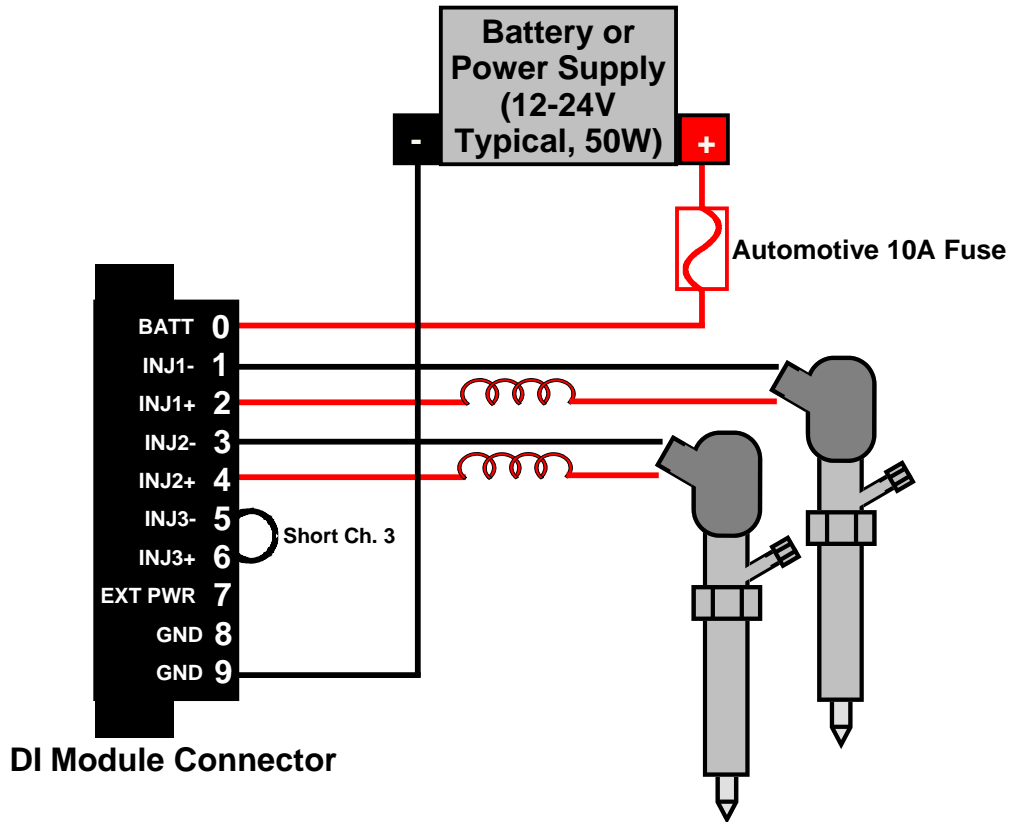 Battery or
Power Supply
(12-24V
Typical, 50W)
-
+
Automotive 10A Fuse
BATT 0
INJ1- 1
INJ1+ 2
INJ2- 3
INJ2+ 4
INJ3- 5
Short Ch. 3
INJ3+ 6
EXT PWR 7
GND 8
GND 9
DI Module Connector